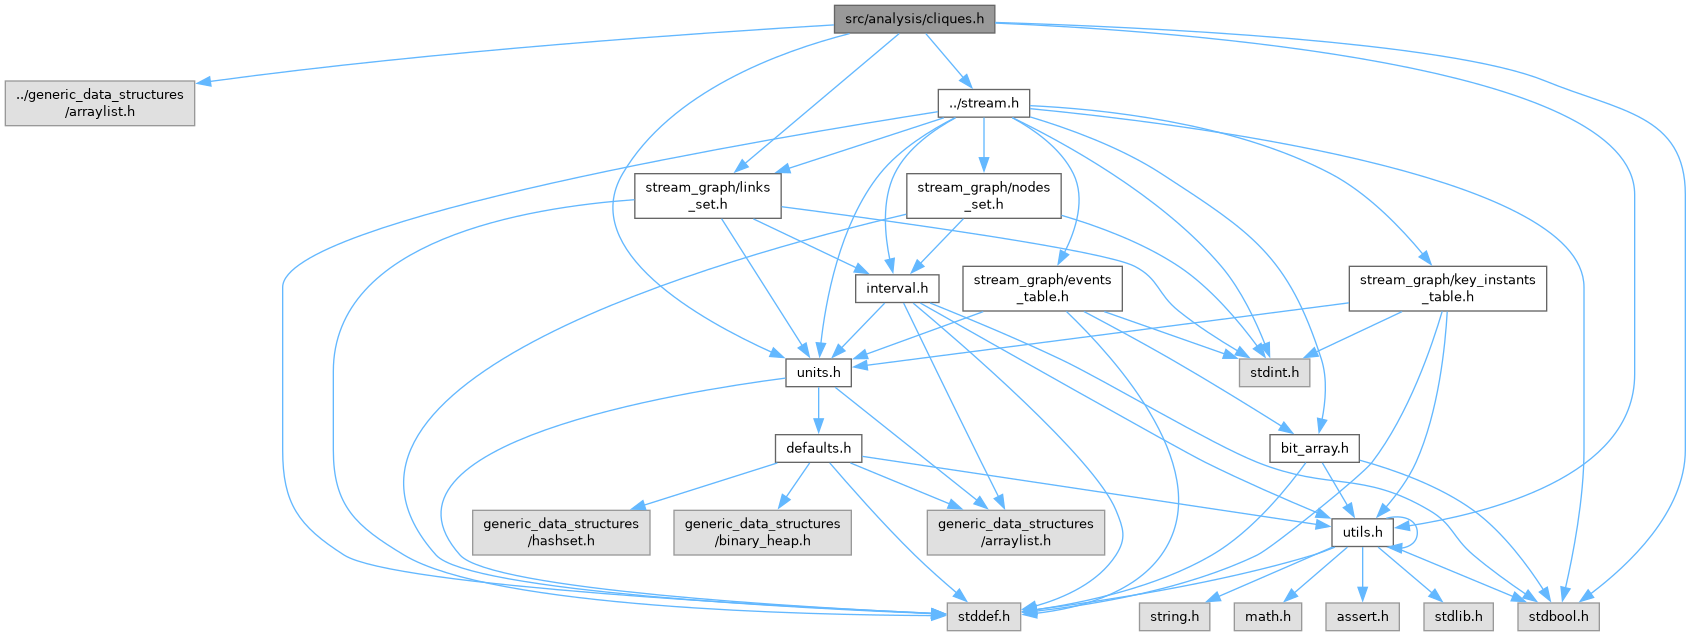 src/analysis/cliques.h
../generic_data_structures
/arraylist.h
../stream.h
stream_graph/links
_set.h
stream_graph/nodes
_set.h
interval.h
stream_graph/events
_table.h
stream_graph/key_instants
_table.h
units.h
stdint.h
defaults.h
bit_array.h
generic_data_structures
/hashset.h
generic_data_structures
/binary_heap.h
generic_data_structures
/arraylist.h
utils.h
stddef.h
string.h
math.h
assert.h
stdlib.h
stdbool.h